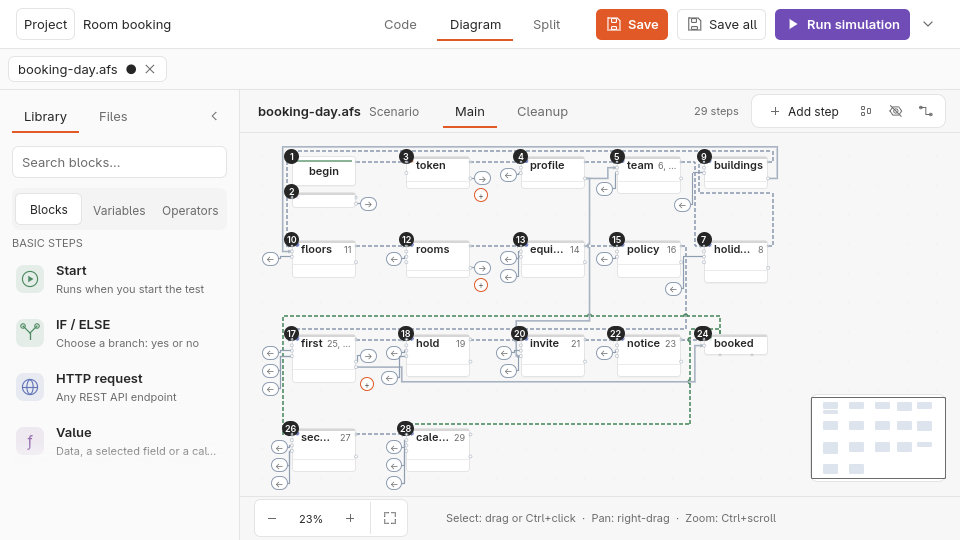 Project Room booking Code Diagram Split Save Save all Run simulation
booking-day.afs
Library Files
booking-day.afs Scenario Main Cleanup 29 steps Add step
Search blocks...
Blocks Variables Operators
BASIC STEPS
Start
Runs when you start the test
IF / ELSE
Choose a branch: yes or no
HTTP request
Any REST API endpoint
Value
Data, a selected field or a cal...
1 begin
2
3 token
4 profile
5 team 6, ...
9 buildings
10 floors 11
12 rooms
13 equi... 14
15 policy 16
7 holid... 8
17 first 25, ...
18 hold 19
20 invite 21
22 notice 23
24 booked
26 sec... 27
28 cale... 29
23%
Select: drag or Ctrl+click · Pan: right-drag · Zoom: Ctrl+scroll